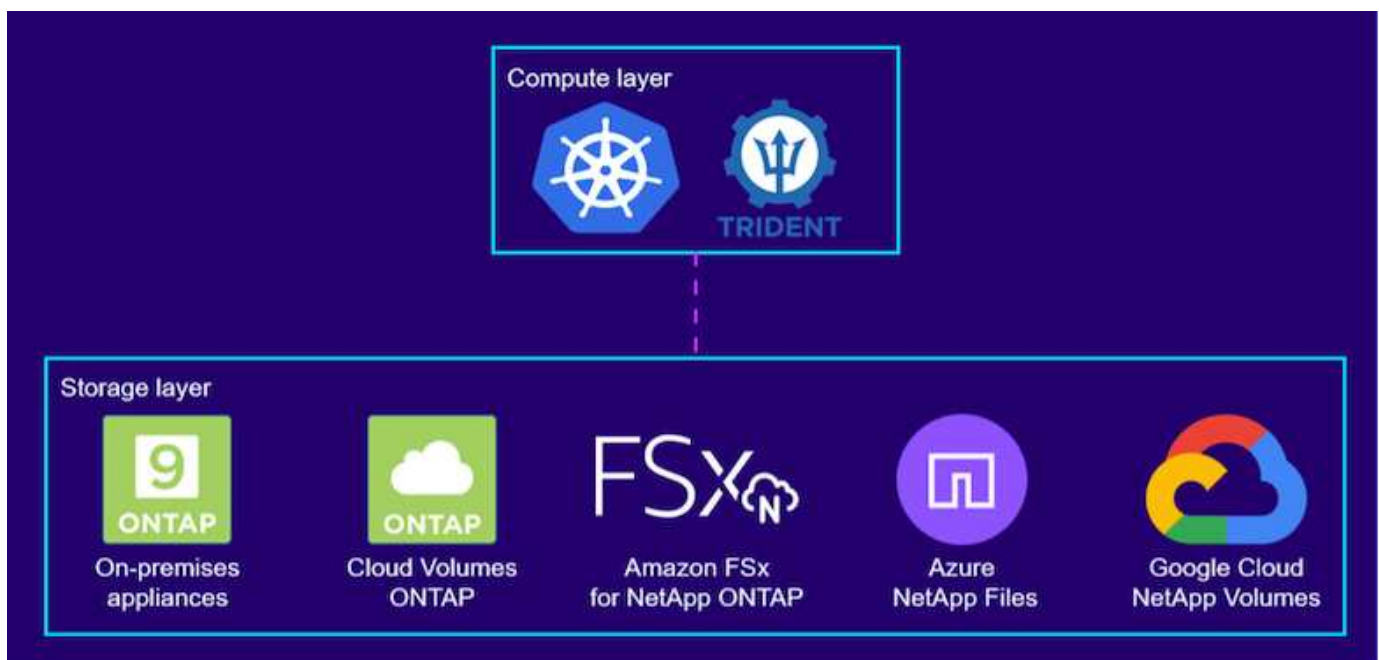 Compute layer
TRIDENT
Storage layer
9
ONTAP
On-premises
appliances
ONTAP
Cloud Volumes
ONTAP
FSx N
Amazon FSx
for NetApp ONTAP
Azure
NetApp Files
Google Cloud
NetApp Volumes